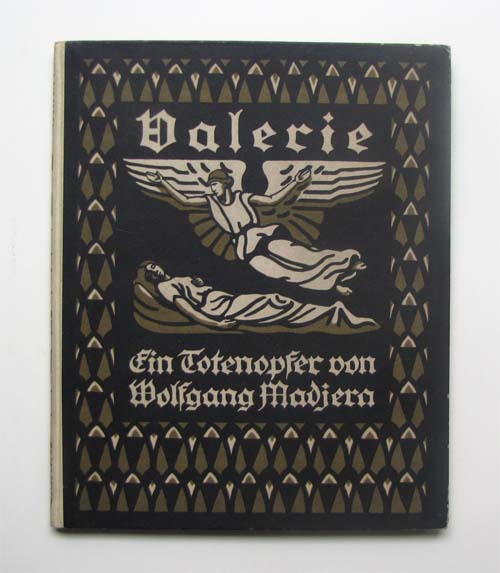 Valerie
Ein Totenopfer von
Wolfgang Madjera